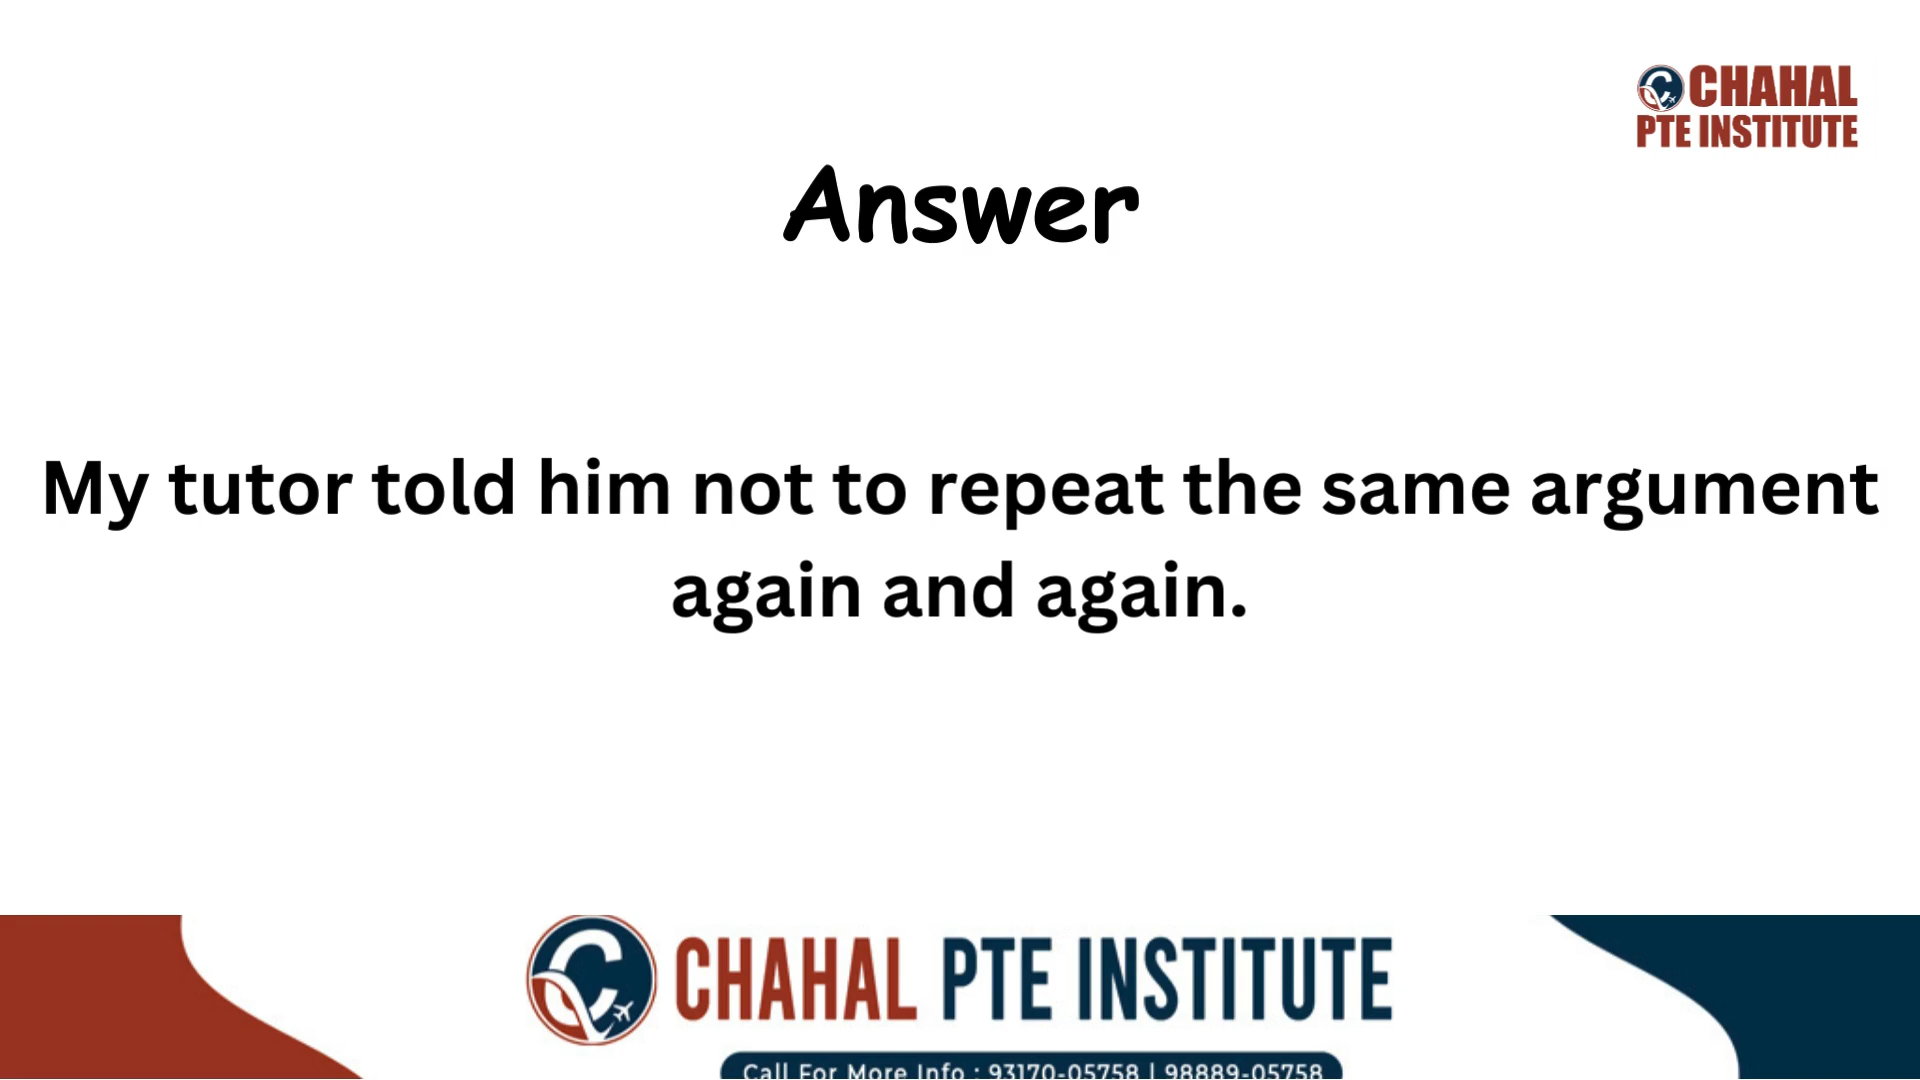 CHAHAL
PTE INSTITUTE
Answer
My tutor told him not to repeat the same argument
again and again.
CHAHAL PTE INSTITUTE
Call For More Info : 93170-05758 | 98889-05758